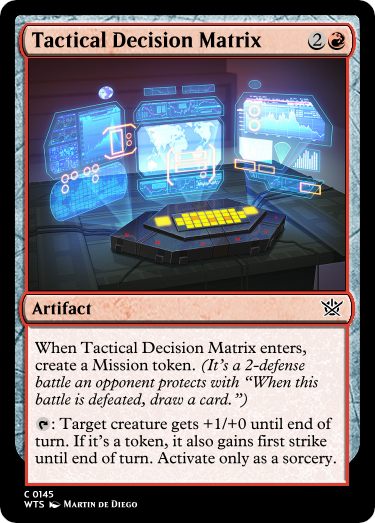 Tactical Decision Matrix 2
Artifact
When Tactical Decision Matrix enters,
create a Mission token. (It's a 2-defense
battle an opponent protects with “When this
battle is defeated, draw a card.”)
: Target creature gets +1/+0 until end of
turn. If it's a token, it also gains first strike
until end of turn. Activate only as a sorcery.
C 0145
WTS MARTIN DE DIEGO